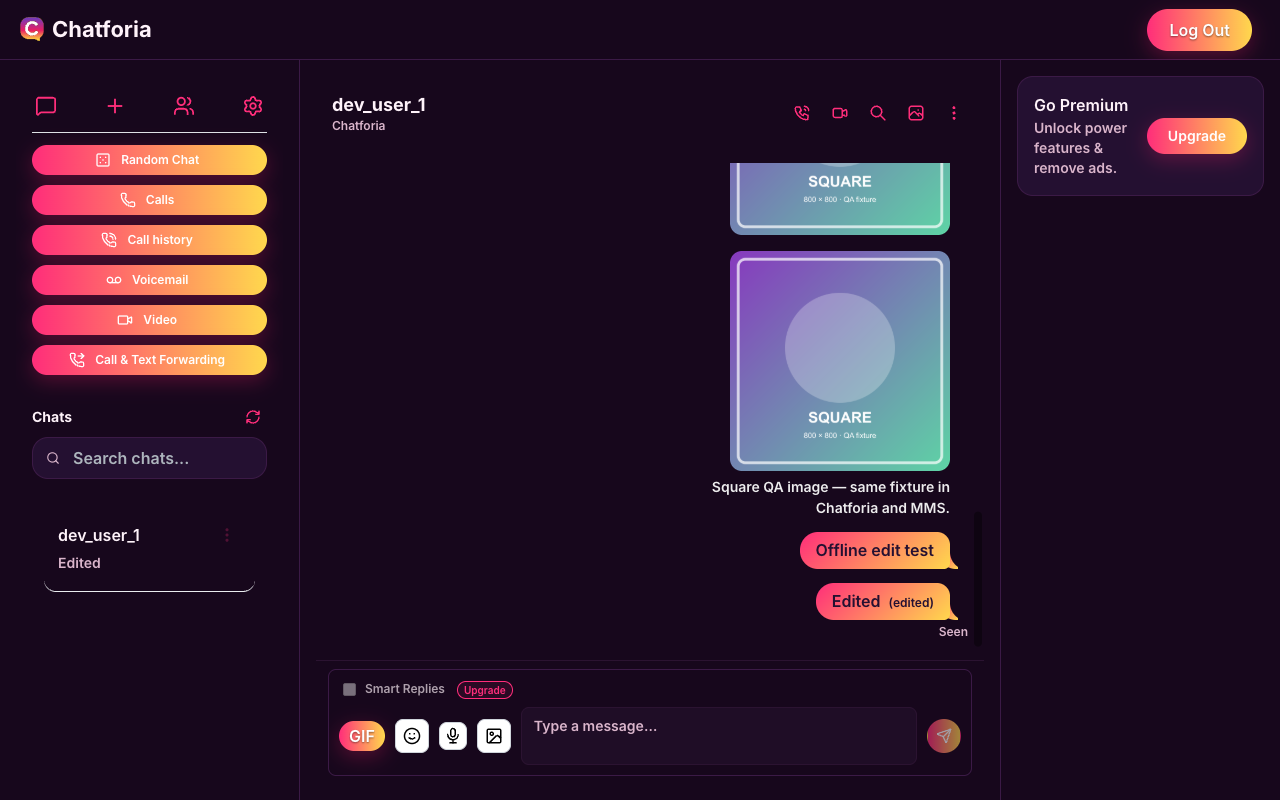 Chatforia
Log Out
Random Chat
Calls
Call history
Voicemail
Video
Call & Text Forwarding
Chats
Search chats...
dev_user_1
Edited
dev_user_1
Chatforia
SQUARE
800 × 800 · QA fixture
SQUARE
800 × 800 · QA fixture
Square QA image — same fixture in
Chatforia and MMS.
Offline edit test
Edited (edited)
Seen
Smart Replies Upgrade
GIF
Type a message...
Go Premium
Unlock power
features &
remove ads.
Upgrade